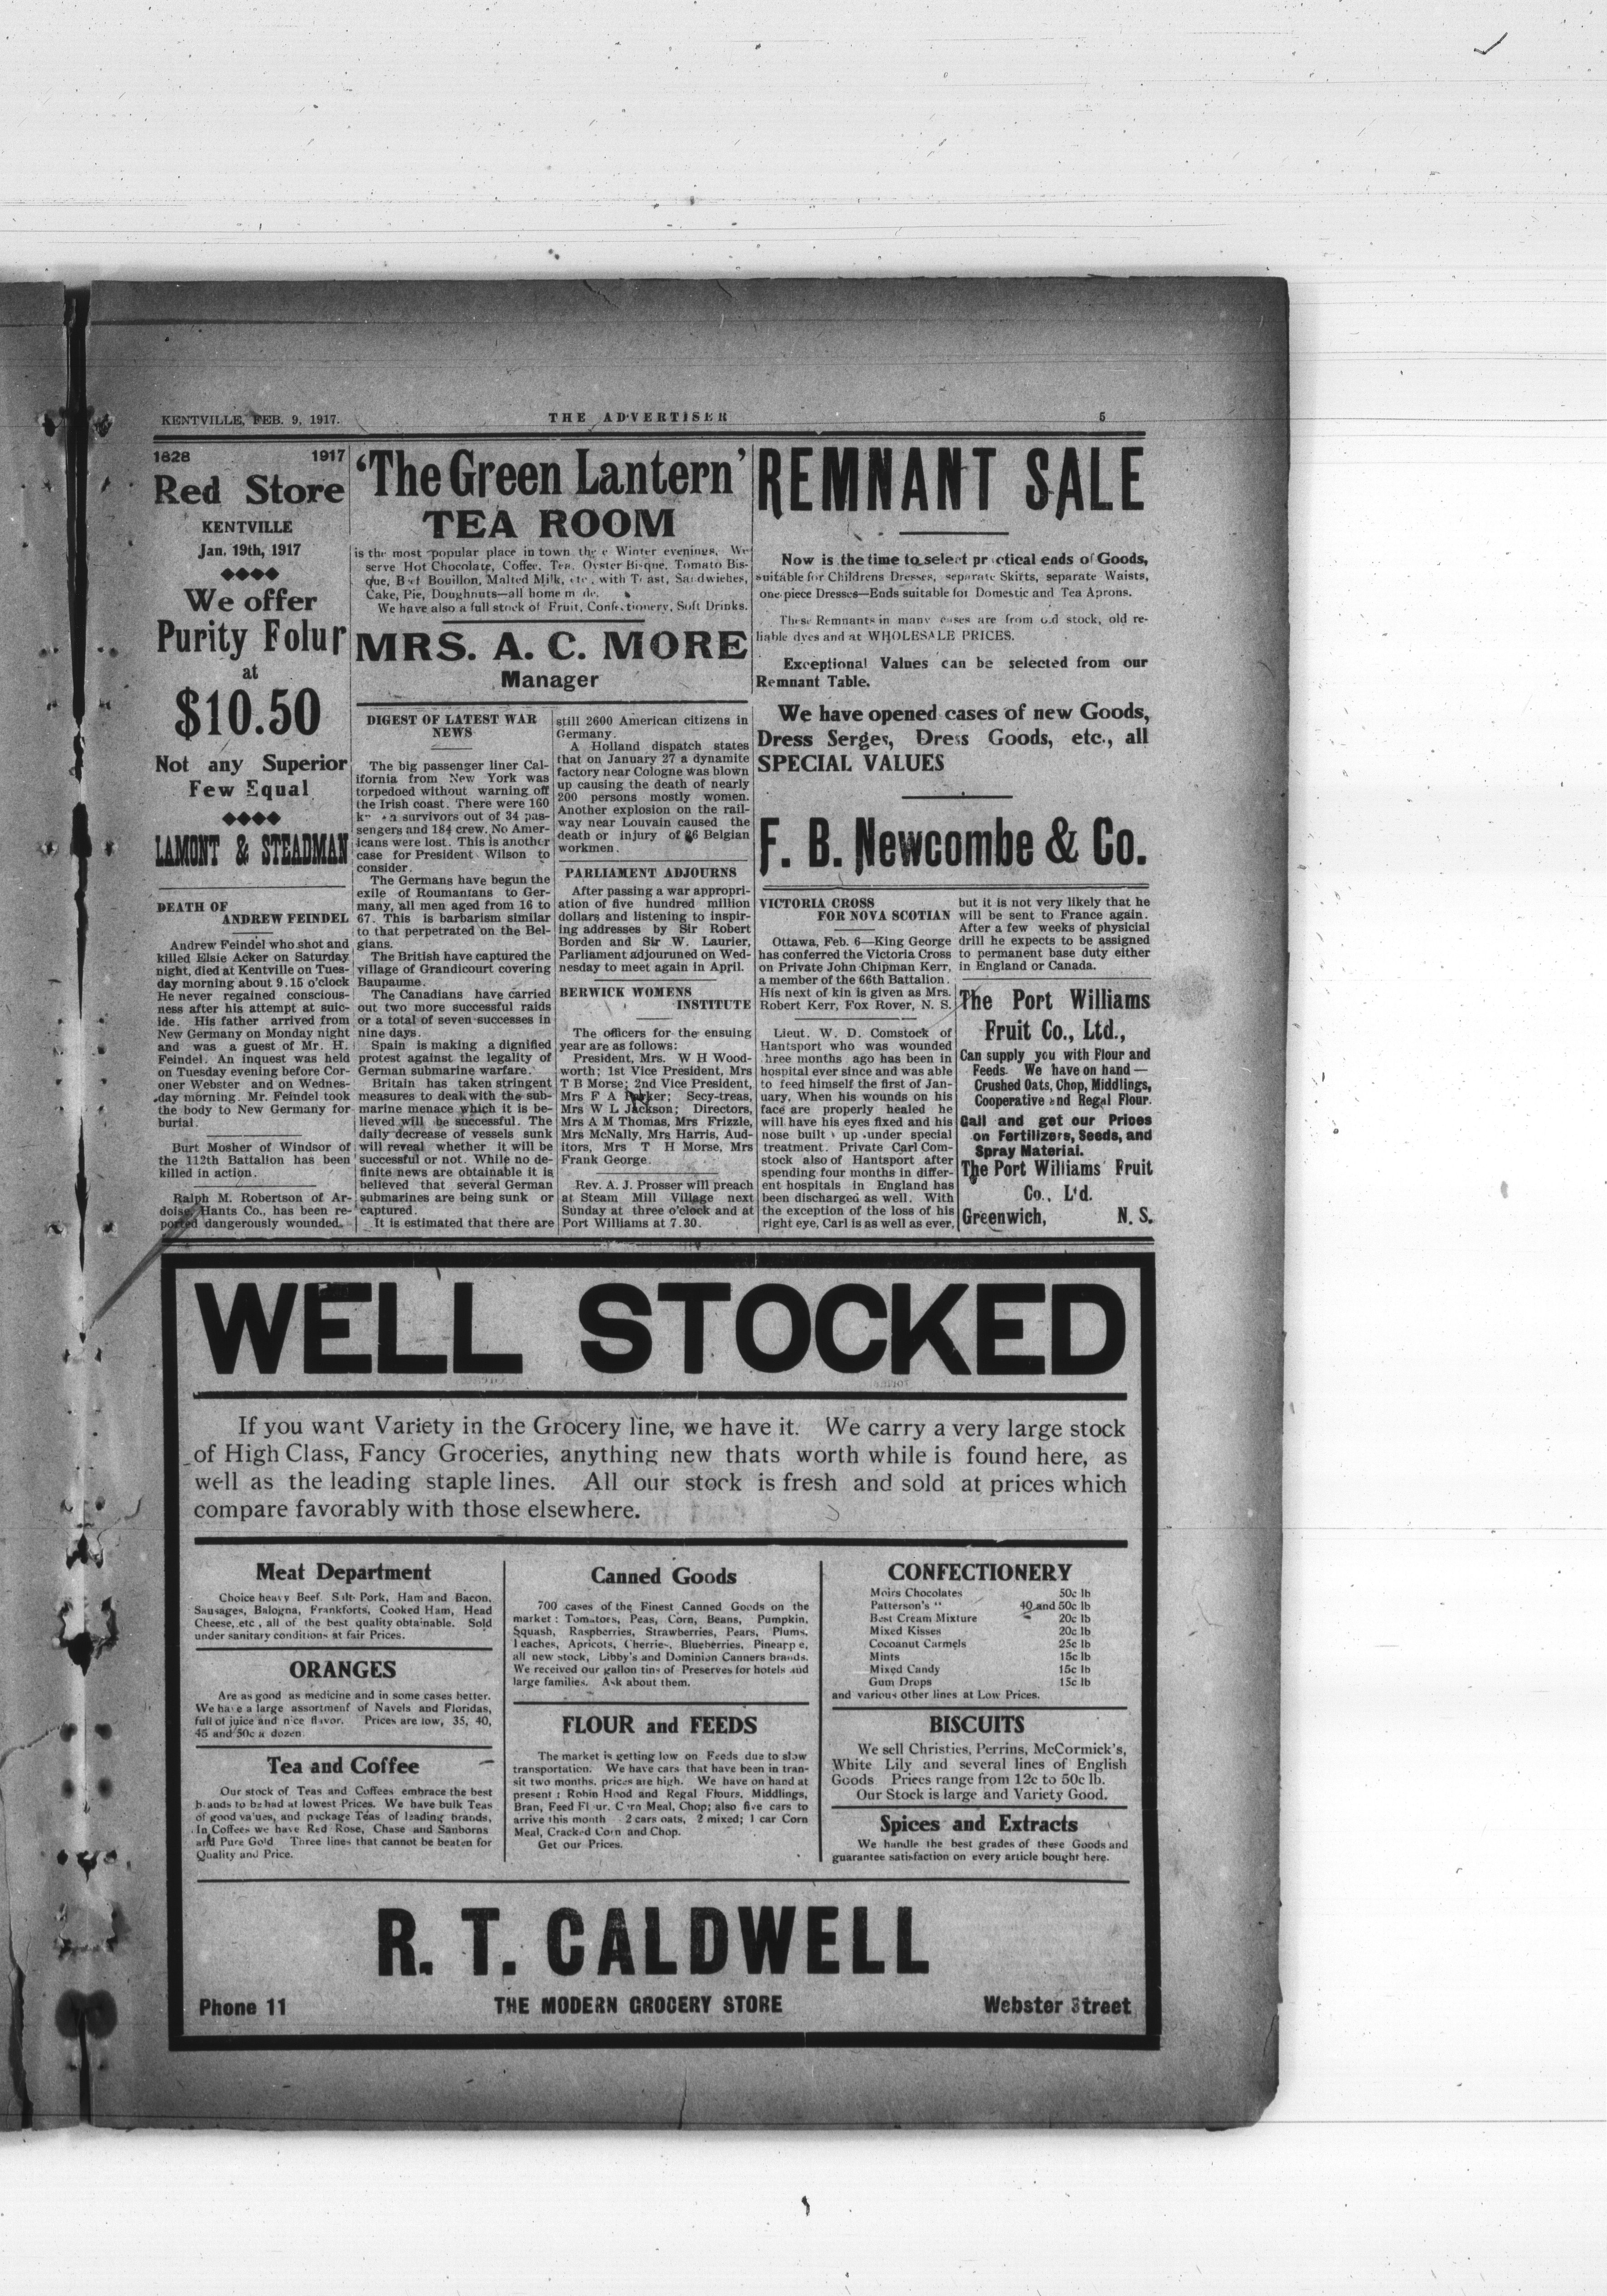 KENTVILLE, FEB. 9, 1917.
THE ADVERTISER
5
1828 1917
Red Store
KENTVILLE
Jan. 19th, 1917
We offer
Purity Folur
at
$10.50
Not any Superior
Few Equal
LAMONT & STEADMAN
DEATH OF
ANDREW FEINDEL
Andrew Feindel who shot and
killed Elsie Acker on Saturday
night, died at Kentville on Tues-
day morning about 9.15 o'clock
He never regained conscious-
ness after his attempt at suic-
ide. His father arrived from
New Germany on Monday night
and was a guest of Mr. H.
Feindel. An inquest was held
on Tuesday evening before Cor-
oner Webster and on Wednes-
day morning. Mr. Feindel took
the body to New Germany for
burial.
Burt Mosher of Windsor of
the 112th Battalion has been
killed in action.
Ralph M. Robertson of Ar-
doise, Hants Co., has been re-
ported dangerously wounded.
'The Green Lantern'
TEA ROOM
is the most popular place in town Winter evenings. We
serve Hot Chocolate, Coffee, Tea, Oyster Bisque, Tomato Bis-
que, Bouillon, Malted Milk, with Sandwiches,
Cake, Pie, Doughnuts—all home
We have also a full stock of Fruit, Confectionery, Soft Drinks.
MRS. A. C. MORE
Manager
DIGEST OF LATEST WAR
NEWS
The big passenger liner Cal-
ifornia from New York was
torpedoed without warning off
the Irish coast. There were 160
survivors out of 34 pas-
sengers and 184 crew. No Amer-
icans were lost. This is another
case for President Wilson to
consider.
The Germans have begun the
exile of Roumanians to Ger-
many, all men aged from 16 to
67. This is barbarism similar
to that perpetrated on the Bel-
gians.
The British have captured the
village of Grandicourt covering
Baupaume.
The Canadians have carried
out two more successful raids
or a total of seven successes in
nine days.
Spain is making a dignified
protest against the legality of
German submarine warfare.
Britain has taken stringent
measures to deal with the sub-
marine menace which it is be-
lieved will be successful. The
daily decrease of vessels sunk
will reveal whether it will be
successful or not. While no de-
finite news are obtainable it is
believed that several German
submarines are being sunk or
captured.
It is estimated that there are
still 2600 American citizens in
Germany.
A Holland dispatch states
that on January 27 a dynamite
factory near Cologne was blown
up causing the death of nearly
200 persons mostly women.
Another explosion on the rail-
way near Louvain caused the
death or injury of 26 Belgian
workmen.
PARLIAMENT ADJOURNS
After passing a war appropri-
ation of five hundred million
dollars and listening to inspir-
ing addresses by Sir Robert
Borden and Sir W. Laurier,
Parliament adjouruned on Wed-
nesday to meet again in April.
BERWICK WOMENS
INSTITUTE
The officers for the ensuing
year are as follows:
President, Mrs. W H Wood-
worth; 1st Vice President, Mrs
T B Morse; 2nd Vice President,
Mrs F A Parker; Secy-treas,
Mrs W L Jackson; Directors,
Mrs A M Thomas, Mrs Frizzle,
Mrs McNally, Mrs Harris, Aud-
itors, Mrs T H Morse, Mrs
Frank George.
Rev. A. J. Prosser will preach
at Steam Mill Village next
Sunday at three o'clock and at
Port Williams at 7.30.
REMNANT SALE
Now is the time to select practical ends of Goods,
suitable for Childrens Dresses, separate Skirts, separate Waists,
one piece Dresses—Ends suitable for Domestic and Tea Aprons.
These Remnants in many cases are from old stock, old re-
liable dyes and at WHOLESALE PRICES.
Exceptional Values can be selected from our
Remnant Table.
We have opened cases of new Goods,
Dress Serges, Dress Goods, etc., all
SPECIAL VALUES
F. B. Newcombe & Co.
VICTORIA CROSS
FOR NOVA SCOTIAN
Ottawa, Feb. 6—King George
has conferred the Victoria Cross
on Private John Chipman Kerr,
a member of the 66th Battalion.
His next of kin is given as Mrs.
Robert Kerr, Fox Rover, N. S.
Lieut. W. D. Comstock of
Hantsport who was wounded
three months ago has been in
hospital ever since and was able
to feed himself the first of Jan-
uary. When his wounds on his
face are properly healed he
will have his eyes fixed and his
nose built up under special
treatment. Private Carl Com-
stock also of Hantsport after
spending four months in differ-
ent hospitals in England has
been discharged as well. With
the exception of the loss of his
right eye, Carl is as well as ever,
but it is not very likely that he
will be sent to France again.
After a few weeks of physicial
drill he expects to be assigned
to permanent base duty either
in England or Canada.
The Port Williams
Fruit Co., Ltd.,
Can supply you with Flour and
Feeds. We have on hand—
Crushed Oats, Chop, Middlings,
Cooperative and Regal Flour.
Call and get our Prices
on Fertilizers, Seeds, and
Spray Material.
The Port Williams Fruit
Co., L'd.
Greenwich, N. S.
WELL STOCKED
If you want Variety in the Grocery line, we have it. We carry a very large stock
of High Class, Fancy Groceries, anything new thats worth while is found here, as
well as the leading staple lines. All our stock is fresh and sold at prices which
compare favorably with those elsewhere.
Meat Department
Choice heavy Beef. Salt Pork, Ham and Bacon,
Sausages, Balogna, Frankforts, Cooked Ham, Head
Cheese, etc, all of the best quality obtainable. Sold
under sanitary conditions at fair Prices.
ORANGES
Are as good as medicine and in some cases better.
We have a large assortment of Navels and Floridas,
full of juice and nice flavor. Prices are low, 35, 40,
45 and 50c a dozen.
Tea and Coffee
Our stock of Teas and Coffees embrace the best
brands to be had at lowest Prices. We have bulk Teas
of good values, and package Teas of leading brands.
In Coffees we have Red Rose, Chase and Sanborns
and Pure Gold Three lines that cannot be beaten for
Quality and Price.
Canned Goods
700 cases of the Finest Canned Goods on the
market: Tomatoes, Peas, Corn, Beans, Pumpkin,
Squash, Raspberries, Strawberries, Pears, Plums,
Peaches, Apricots, Cherries, Blueberries, Pineapple,
all new stock, Libby's and Dominion Canners brands.
We received our gallon tins of Preserves for hotels and
large families. Ask about them.
FLOUR and FEEDS
The market is getting low on Feeds due to slow
transportation. We have cars that have been in tran-
sit two months, prices are high. We have on hand at
present: Robin Hood and Regal Flours, Middlings,
Bran, Feed Flour, Corn Meal, Chop; also five cars to
arrive this month - 2 cars oats, 2 mixed; 1 car Corn
Meal, Cracked Corn and Chop.
Get our Prices.
CONFECTIONERY
Moirs Chocolates 50c lb
Patterson's " 40 and 50c lb
Best Cream Mixture 20c lb
Mixed Kisses 20c lb
Cocoanut Carmels 25c lb
Mints 15c lb
Mixed Candy 15c lb
Gum Drops 15c lb
and various other lines at Low Prices.
BISCUITS
We sell Christies, Perrins, McCormick's,
White Lily and several lines of English
Goods Prices range from 12c to 50c lb.
Our Stock is large and Variety Good.
Spices and Extracts
We handle the best grades of these Goods and
guarantee satisfaction on every article bought here.
R. T. CALDWELL
Phone 11 THE MODERN GROCERY STORE Webster Street